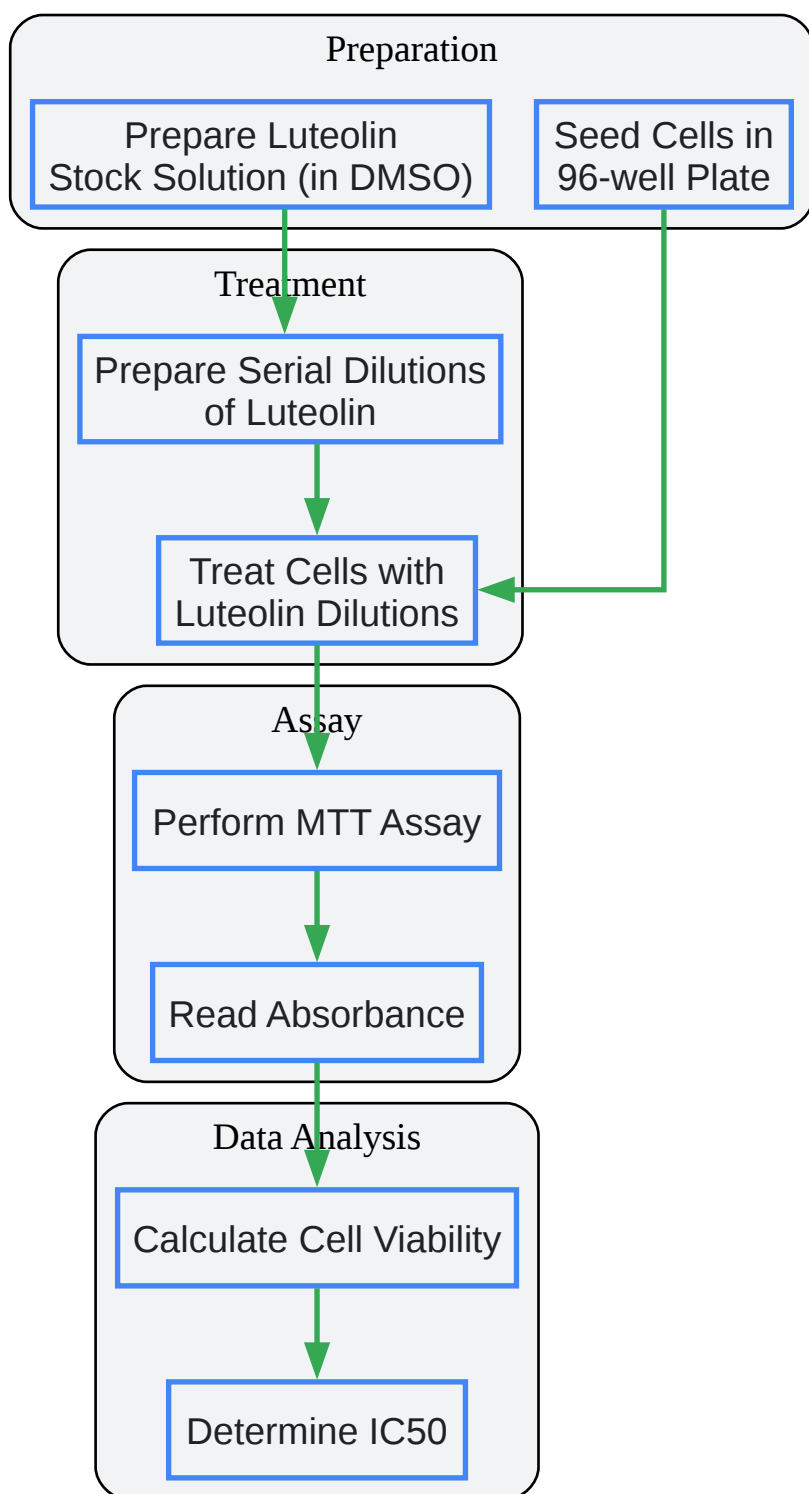 Preparation
Prepare Luteolin
Stock Solution (in DMSO)
Seed Cells in
96-well Plate
Treatment
Prepare Serial Dilutions
of Luteolin
Treat Cells with
Luteolin Dilutions
Assay
Perform MTT Assay
Read Absorbance
Data Analysis
Calculate Cell Viability
Determine IC50